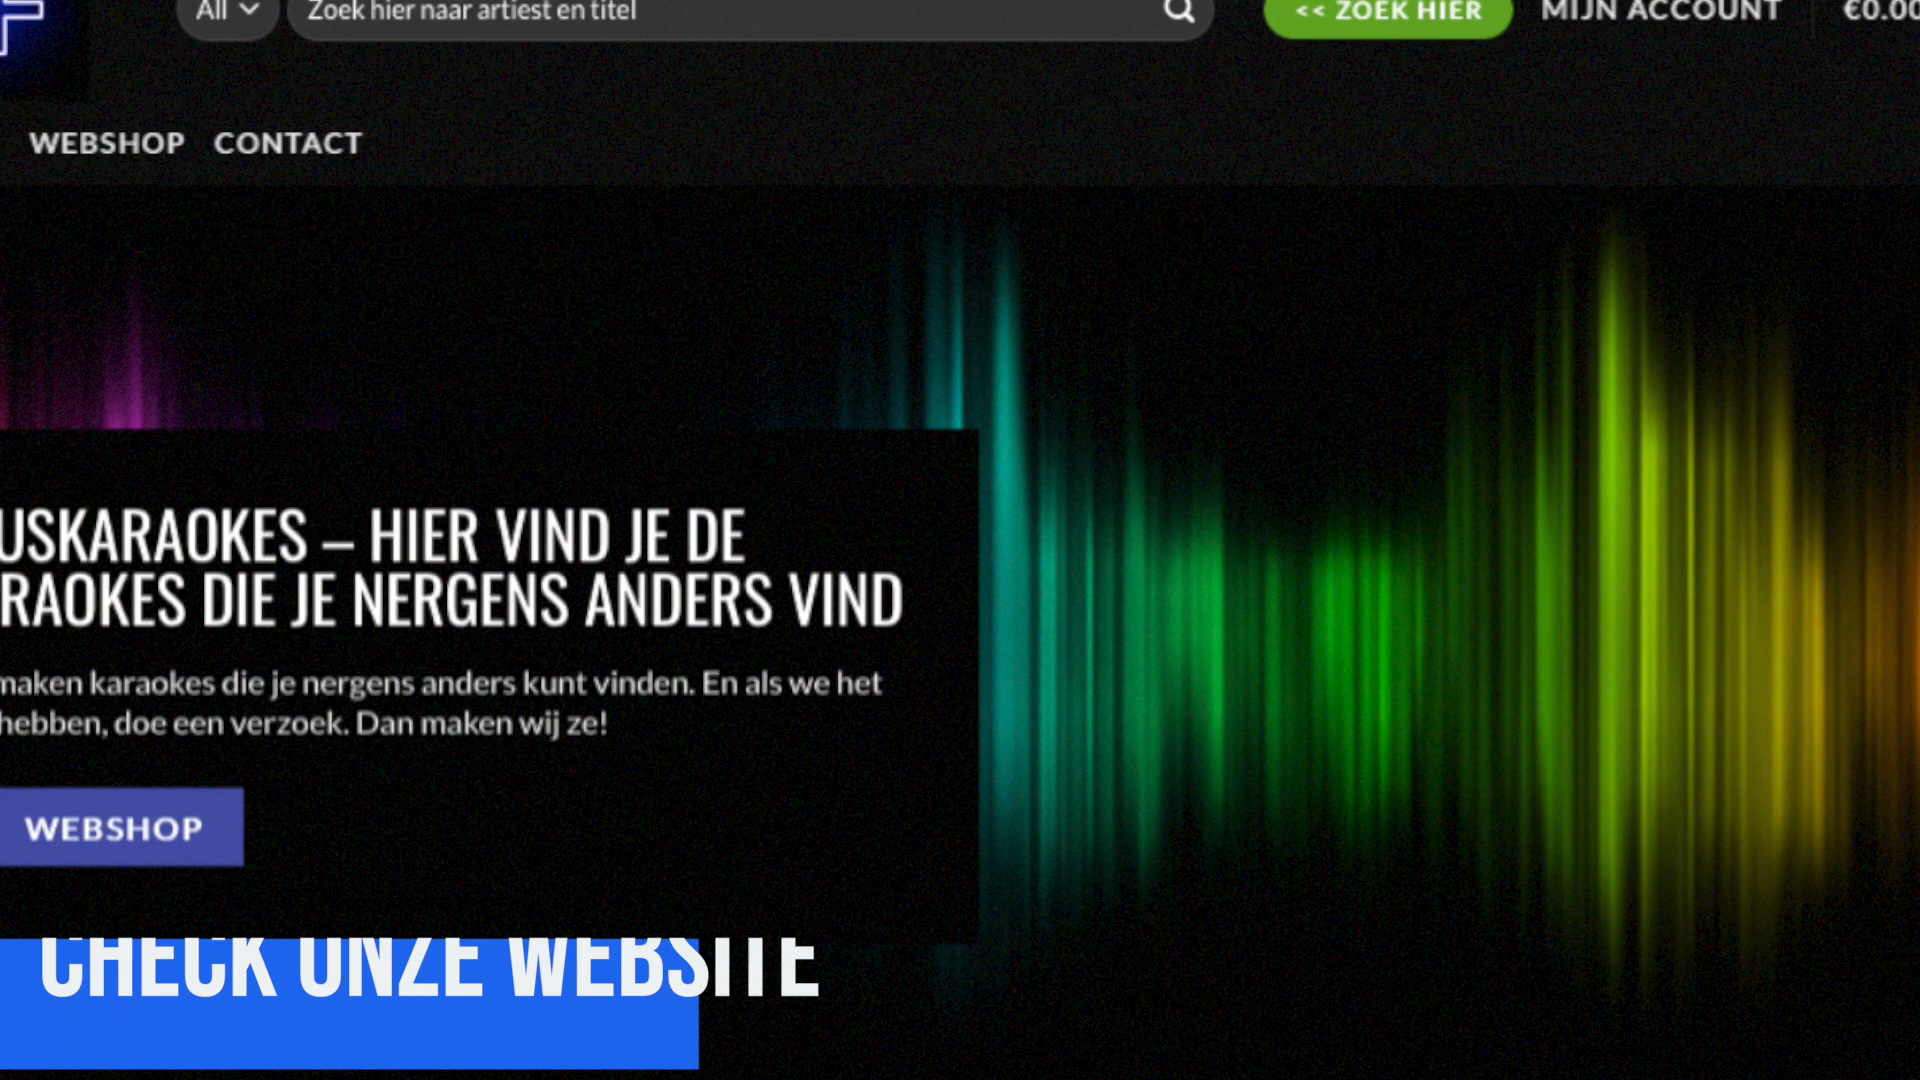 All
Zoek hier naar artiest en titel
<< ZOEK HIER
MIJN ACCOUNT
€0.00
WEBSHOP CONTACT
USKARAOKES – HIER VIND JE DE
RAOKES DIE JE NERGENS ANDERS VIND
maken karaokes die je nergens anders kunt vinden. En als we het
hebben, doe een verzoek. Dan maken wij ze!
WEBSHOP
CHECK ONZE WEBSITE